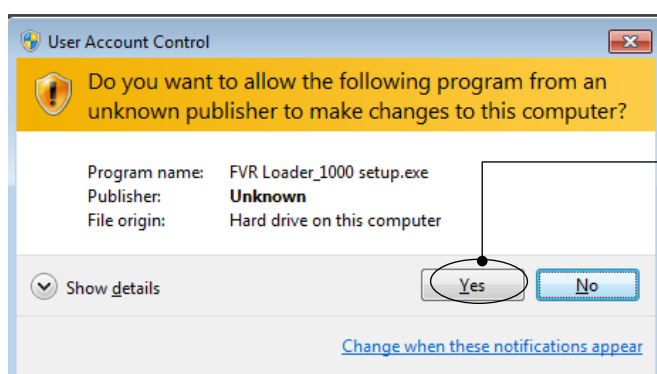 User Account Control
Do you want to allow the following program from an
unknown publisher to make changes to this computer?
Program name: FVR Loader_1000 setup.exe
Publisher: Unknown
File origin: Hard drive on this computer
Show details
Yes
No
Change when these notifications appear